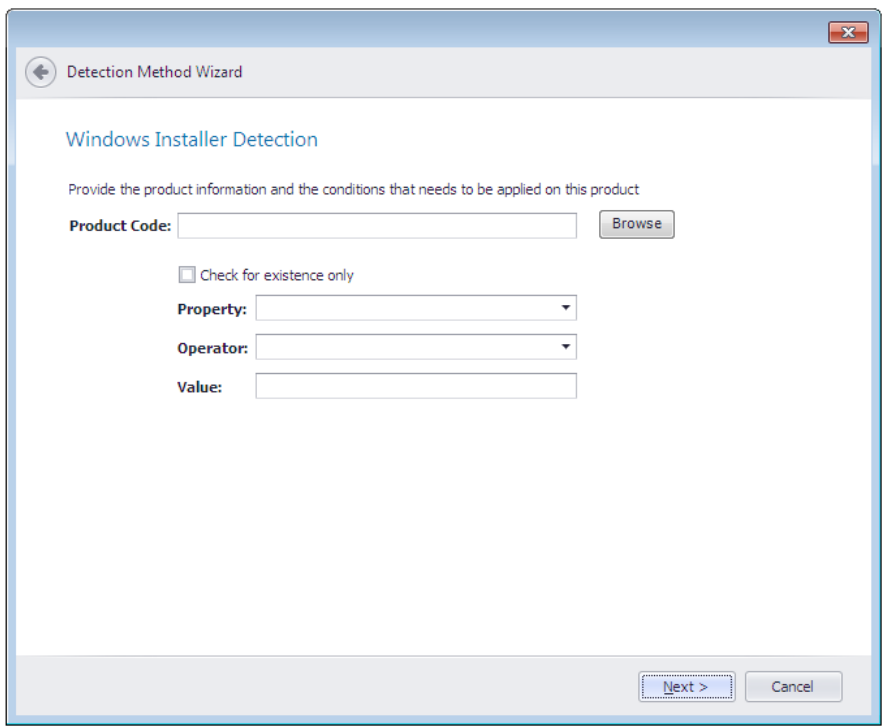 Detection Method Wizard
Windows Installer Detection
Provide the product information and the conditions that needs to be applied on this product
Product Code:
Browse
Check for existence only
Property:
Operator:
Value:
Next >
Cancel